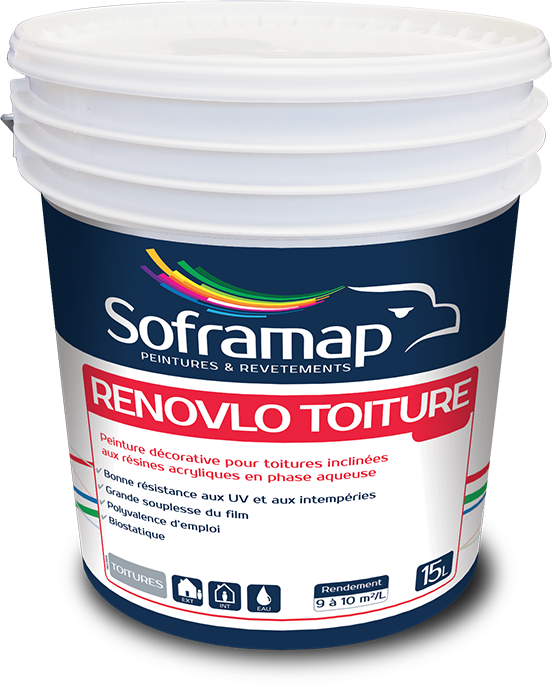 Soframap
PEINTURES & REVETEMENTS
RENOVLO TOITURE
Peinture décorative pour toitures inclinées
aux résines acryliques en phase aqueuse
Bonne résistance aux UV et aux intempéries
Grande souplesse du film
Polyvalence d'emploi
Biostatique
TOITURES
EXT
INT
EAU
Rendement
9 à 10 m²/L
15L